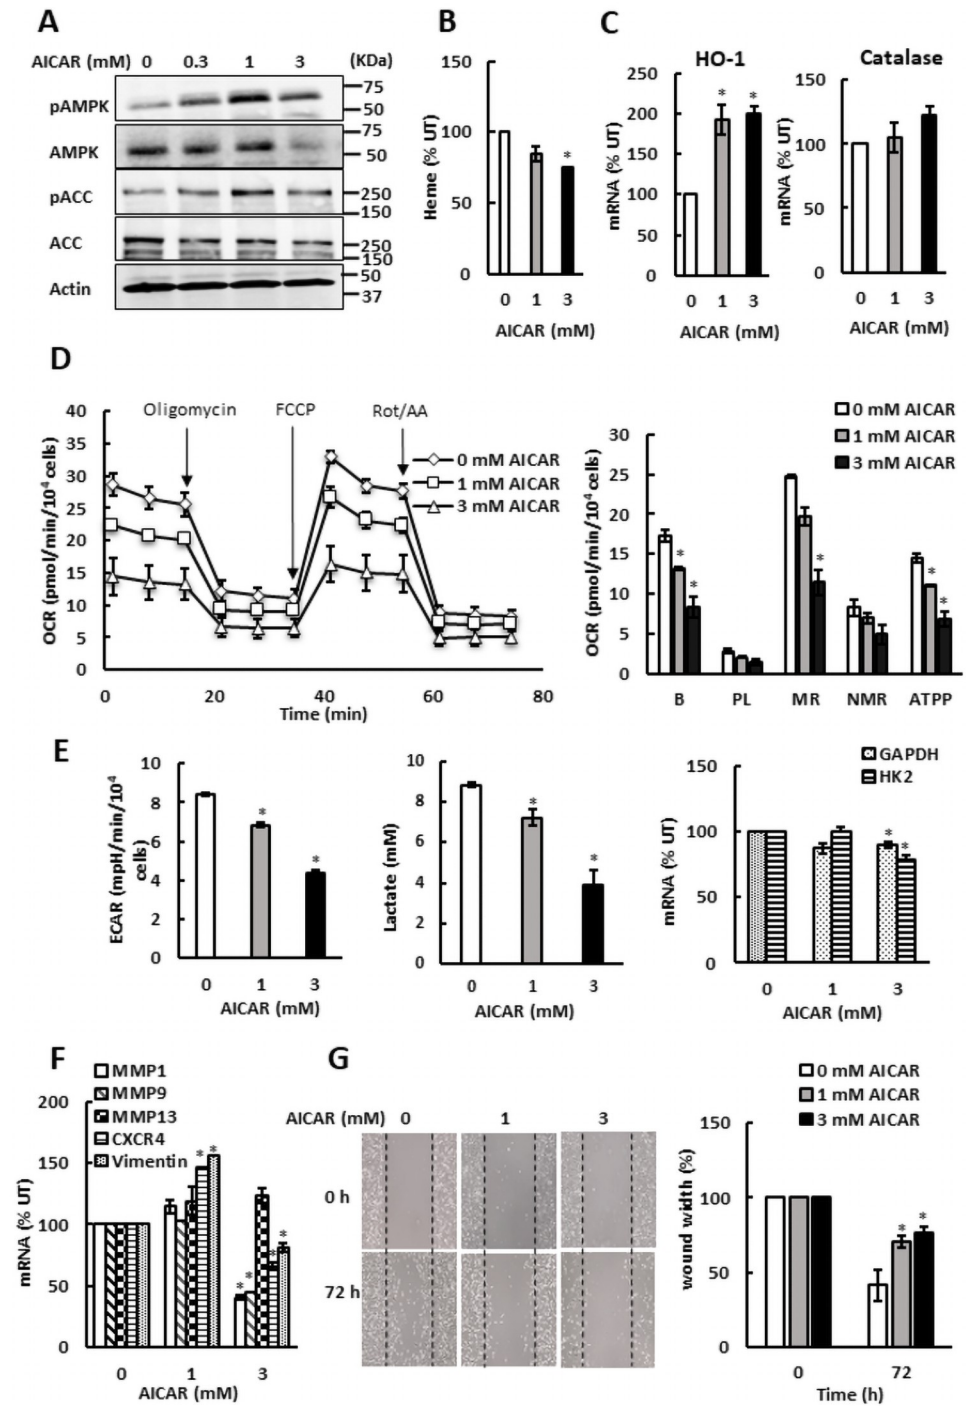 A
AICAR (mM) 0 0.3 1 3 (KDa)
pAMPK 75
50
AMPK 75
50
pACC 250
150
ACC 250
150
Actin 50
37
B
150
100
50
0
Heme (% UT)
*
0 1 3
AICAR (mM)
C
HO-1
250
200
150
100
50
0
mRNA (% UT)
* *
0 1 3
AICAR (mM)
Catalase
150
100
50
0
mRNA (% UT)
0 1 3
AICAR (mM)
D
Oligomycin FCCP Rot/AA
40
35
30
25
20
15
10
5
0
OCR (pmol/min/10⁴ cells)
0 mM AICAR
1 mM AICAR
3 mM AICAR
0 20 40 60 80
Time (min)
0 mM AICAR
1 mM AICAR
3 mM AICAR
30
25
20
15
10
5
0
OCR (pmol/min/10⁴ cells)
* * * * *
B PL MR NMR ATPP
E
10
8
6
4
2
0
ECAR (mpH/min/10⁴
cells)
* *
0 1 3
AICAR (mM)
10
8
6
4
2
0
Lactate (mM)
* *
0 1 3
AICAR (mM)
GAPDH
HK2
150
100
50
0
mRNA (% UT)
* *
0 1 3
AICAR (mM)
F
MMP1
MMP9
MMP13
CXCR4
Vimentin
200
150
100
50
0
mRNA (% UT)
* * * * * *
0 1 3
AICAR (mM)
G
AICAR (mM) 0 1 3
0 h
72 h
0 mM AICAR
1 mM AICAR
3 mM AICAR
150
100
50
0
wound width (%)
* *
0 72
Time (h)